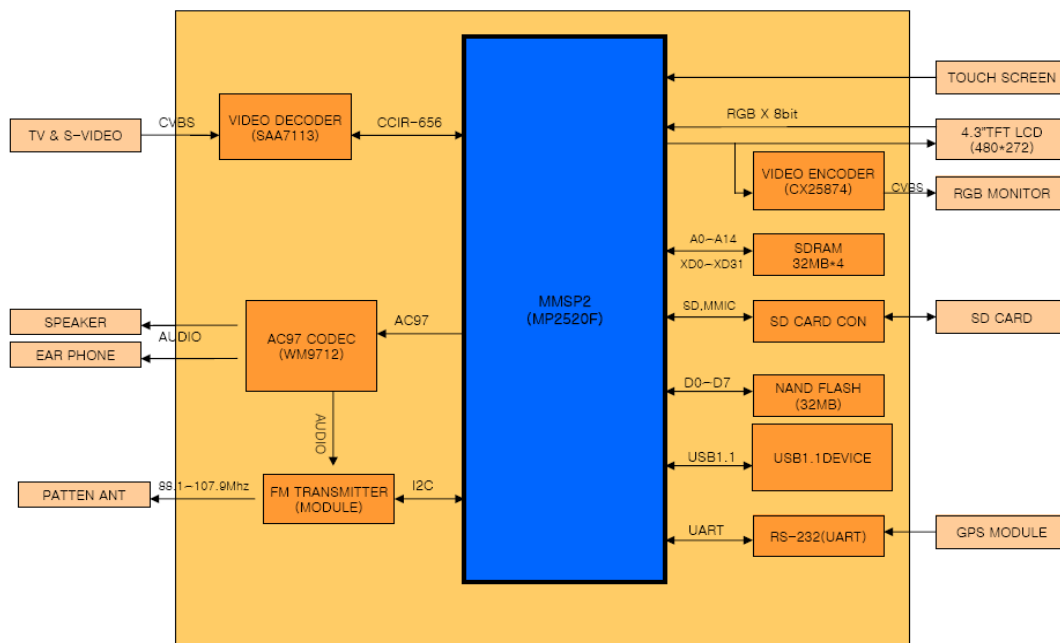 TOUCH SCREEN
RGB X 8bit
TV & S-VIDEO
CVBS
VIDEO DECODER
(SAA7113)
CCIR-656
4.3"TFT LCD
(480*272)
VIDEO ENCODER
(CX25874)
CVBS
RGB MONITOR
A0~A14
XD0~XD31
SDRAM
32MB*4
MMSP2
(MP2520F)
SPEAKER
AUDIO
EAR PHONE
AC97 CODEC
(WM9712)
AC97
SD,MMIC
SD CARD CON
SD CARD
D0~D7
NAND FLASH
(32MB)
AUDIO
USB1.1
USB1.1DEVICE
PATTEN ANT
88.1~107.9Mhz
FM TRANSMITTER
(MODULE)
I2C
UART
RS-232(UART)
GPS MODULE